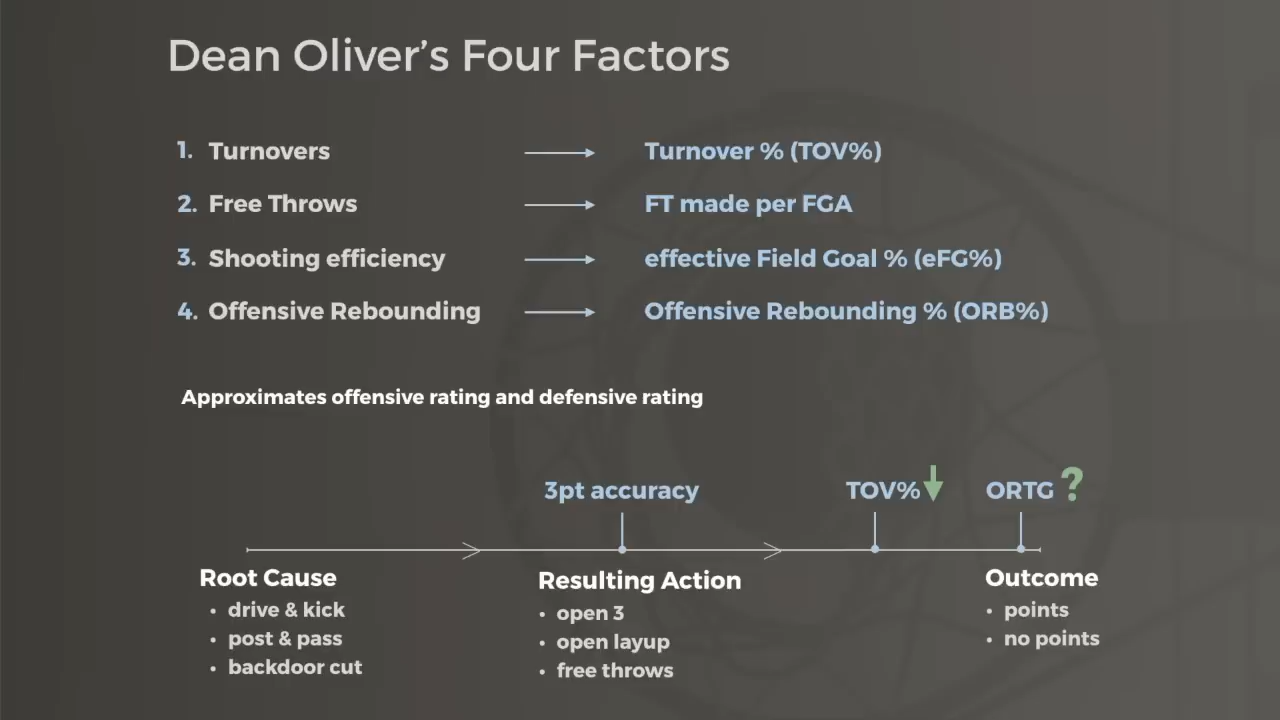 Dean Oliver’s Four Factors
1. Turnovers Turnover % (TOV%)
2. Free Throws FT made per FGA
3. Shooting efficiency effective Field Goal % (eFG%)
4. Offensive Rebounding Offensive Rebounding % (ORB%)
Approximates offensive rating and defensive rating
3pt accuracy TOV% ORTG ?
Root Cause
• drive & kick
• post & pass
• backdoor cut
Resulting Action
• open 3
• open layup
• free throws
Outcome
• points
• no points